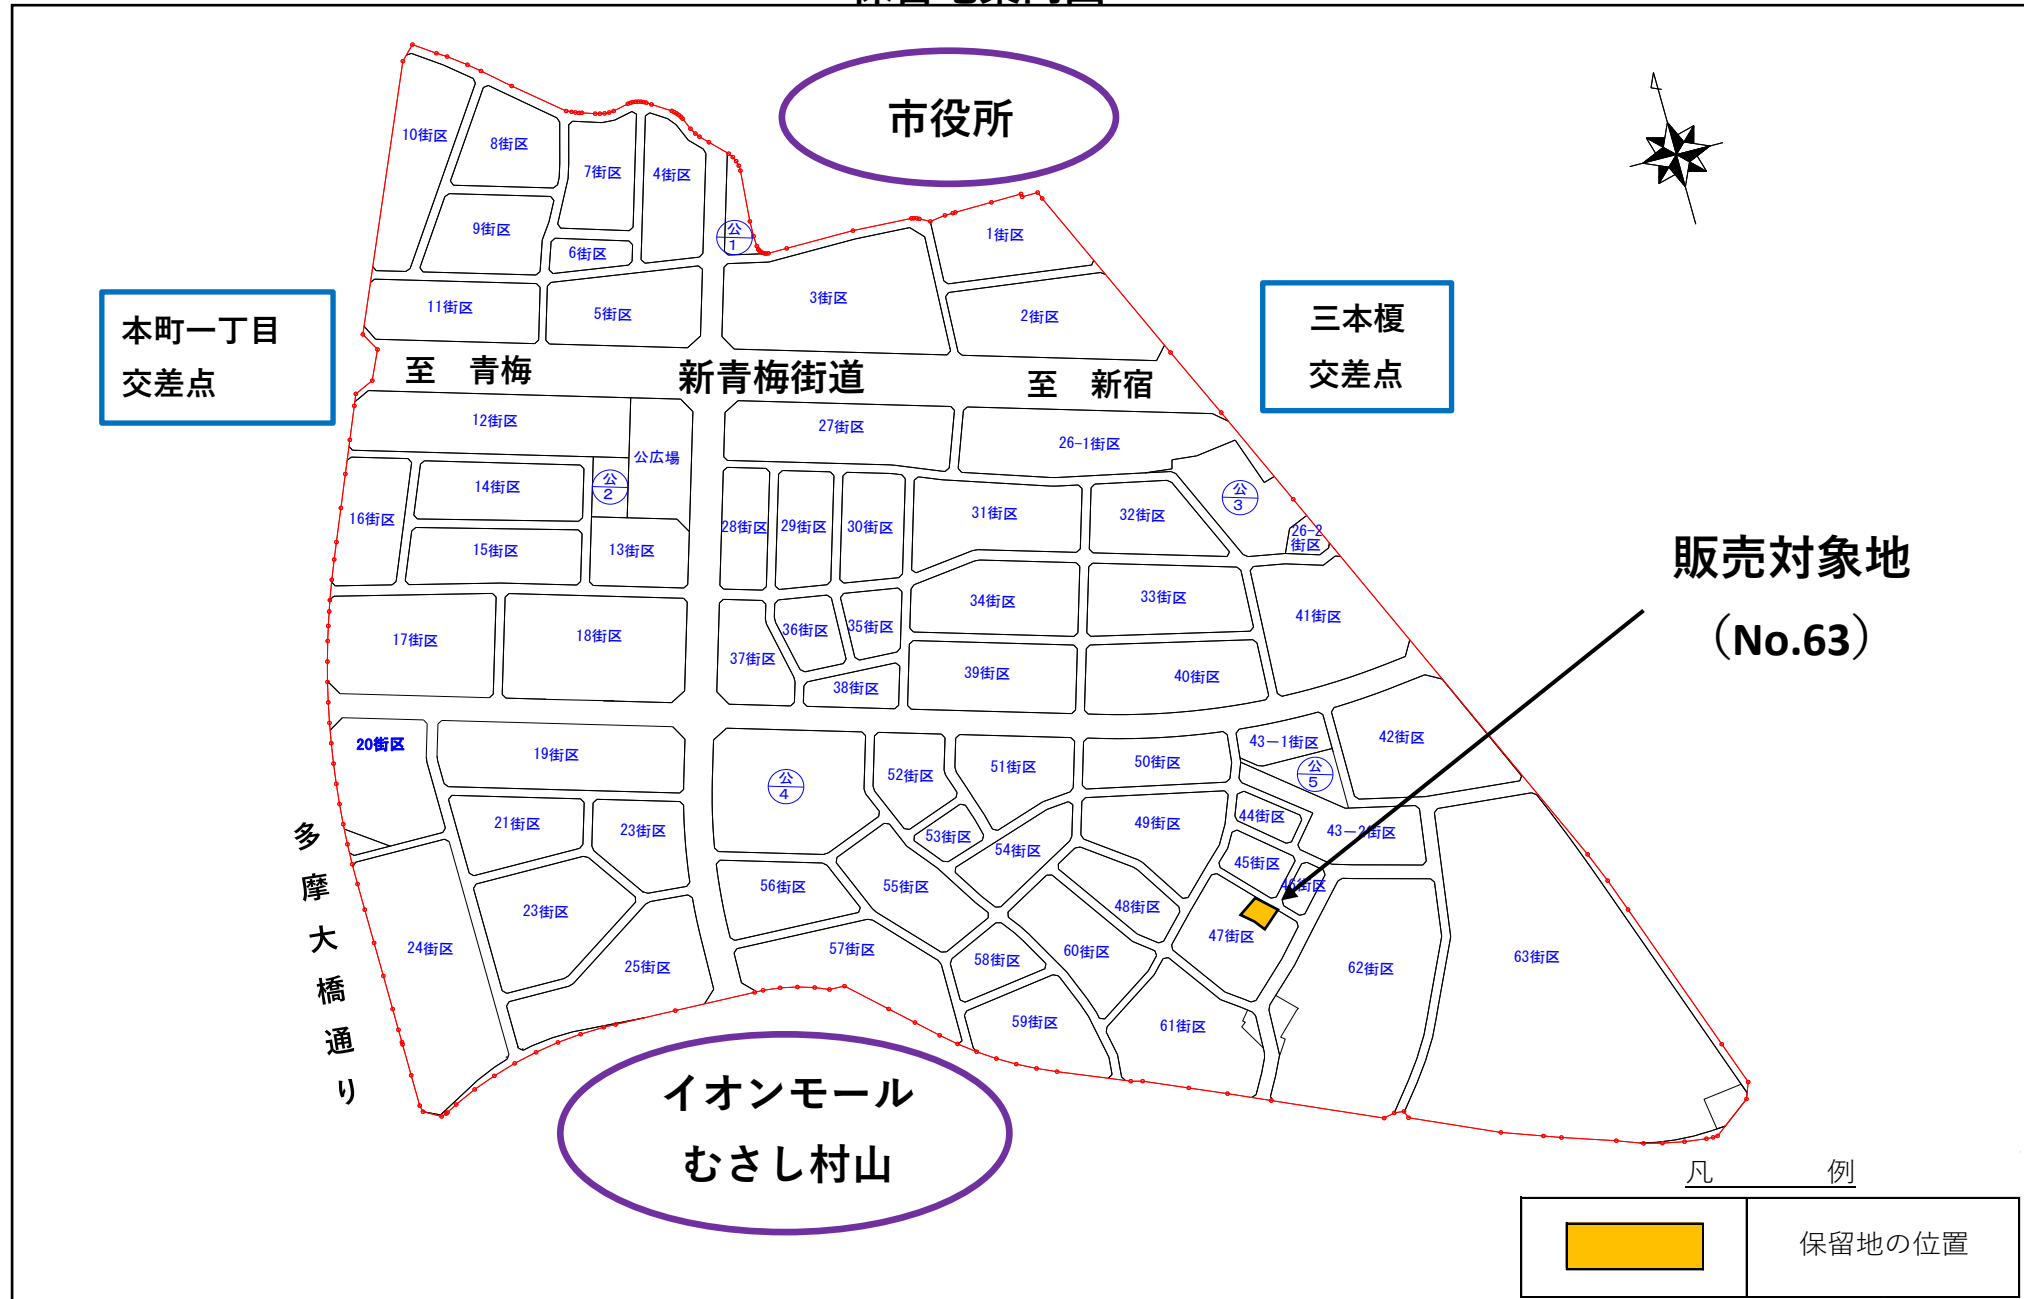 保留地案内図
市役所
10街区
8街区
7街区
4街区
9街区
6街区
公
1
1街区
11街区
5街区
3街区
2街区
本町一丁目
交差点
三本榎
交差点
至 青梅
新青梅街道
至 新宿
12街区
公広場
27街区
26-1街区
14街区
公
2
公
3
16街区
15街区
13街区
28街区
29街区
30街区
31街区
32街区
26-2
街区
販売対象地
(No.63)
17街区
18街区
37街区
36街区
35街区
34街区
33街区
41街区
38街区
39街区
40街区
20街区
19街区
公
4
52街区
51街区
50街区
43-1街区
公
5
42街区
21街区
23街区
53街区
54街区
49街区
44街区
43-2街区
45街区
46街区
23街区
56街区
55街区
48街区
47街区
24街区
25街区
57街区
58街区
60街区
62街区
63街区
59街区
61街区
多摩大橋通り
イオンモール
むさし村山
凡 例
保留地の位置